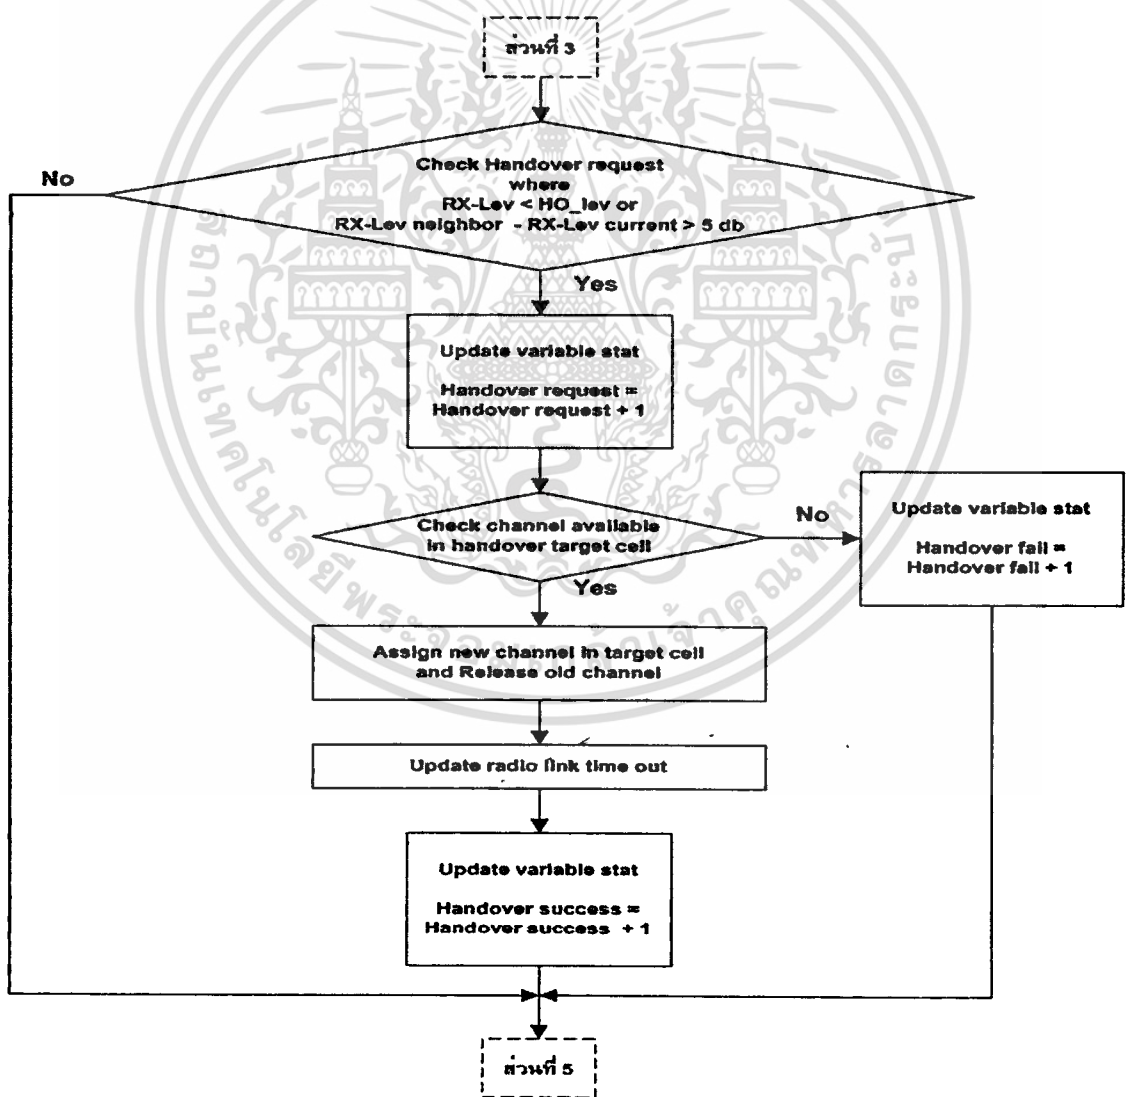 ส่วนที่ 3
Check Handover request
where
RX-Lev < HO_lev or
RX-Lev neighbor - RX-Lev current > 5 db
No
Yes
Update variable stat
Handover request =
Handover request + 1
Check channel available
in handover target cell
No
Update variable stat
Handover fail =
Handover fail + 1
Yes
Assign new channel in target cell
and Release old channel
Update radio link time out
Update variable stat
Handover success =
Handover success + 1
ส่วนที่ 5